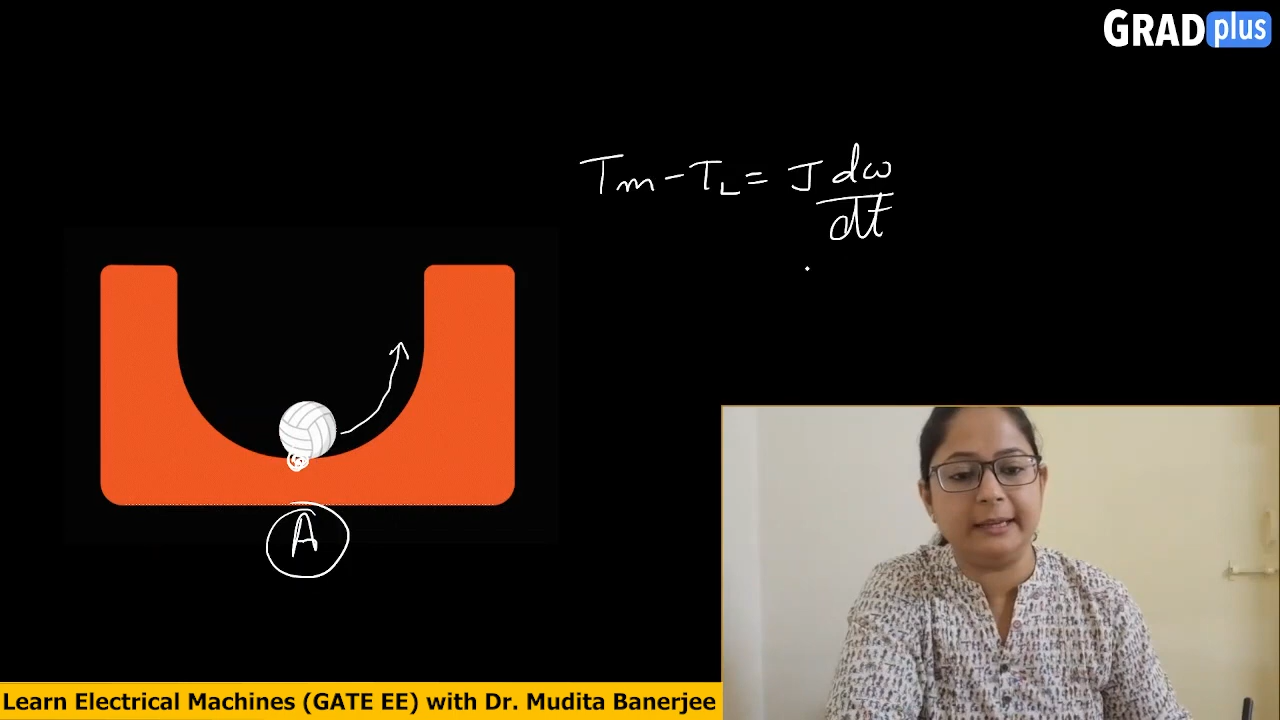 GRADplus
Tm - TL = J dω/dt
A
Learn Electrical Machines (GATE EE) with Dr. Mudita Banerjee